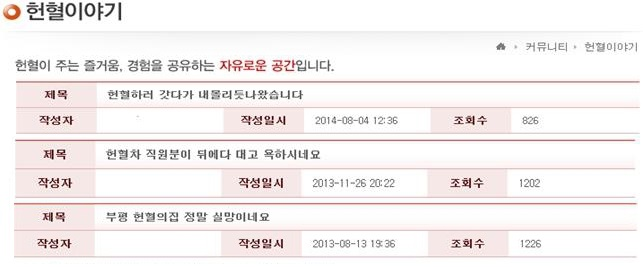 헌혈이야기
커뮤니티 헌혈이야기
헌혈이 주는 즐거움, 경험을 공유하는 자유로운 공간입니다.
제목 헌혈하러 갓다가 내몰리듯나왔습니다
작성자 작성일시 2014-08-04 12:36 조회수 826
제목 헌혈차 직원분이 뒤에다 대고 욕하시네요
작성자 작성일시 2013-11-26 20:22 조회수 1202
제목 부평 헌혈의집 정말 실망이네요
작성자 작성일시 2013-08-13 19:36 조회수 1226